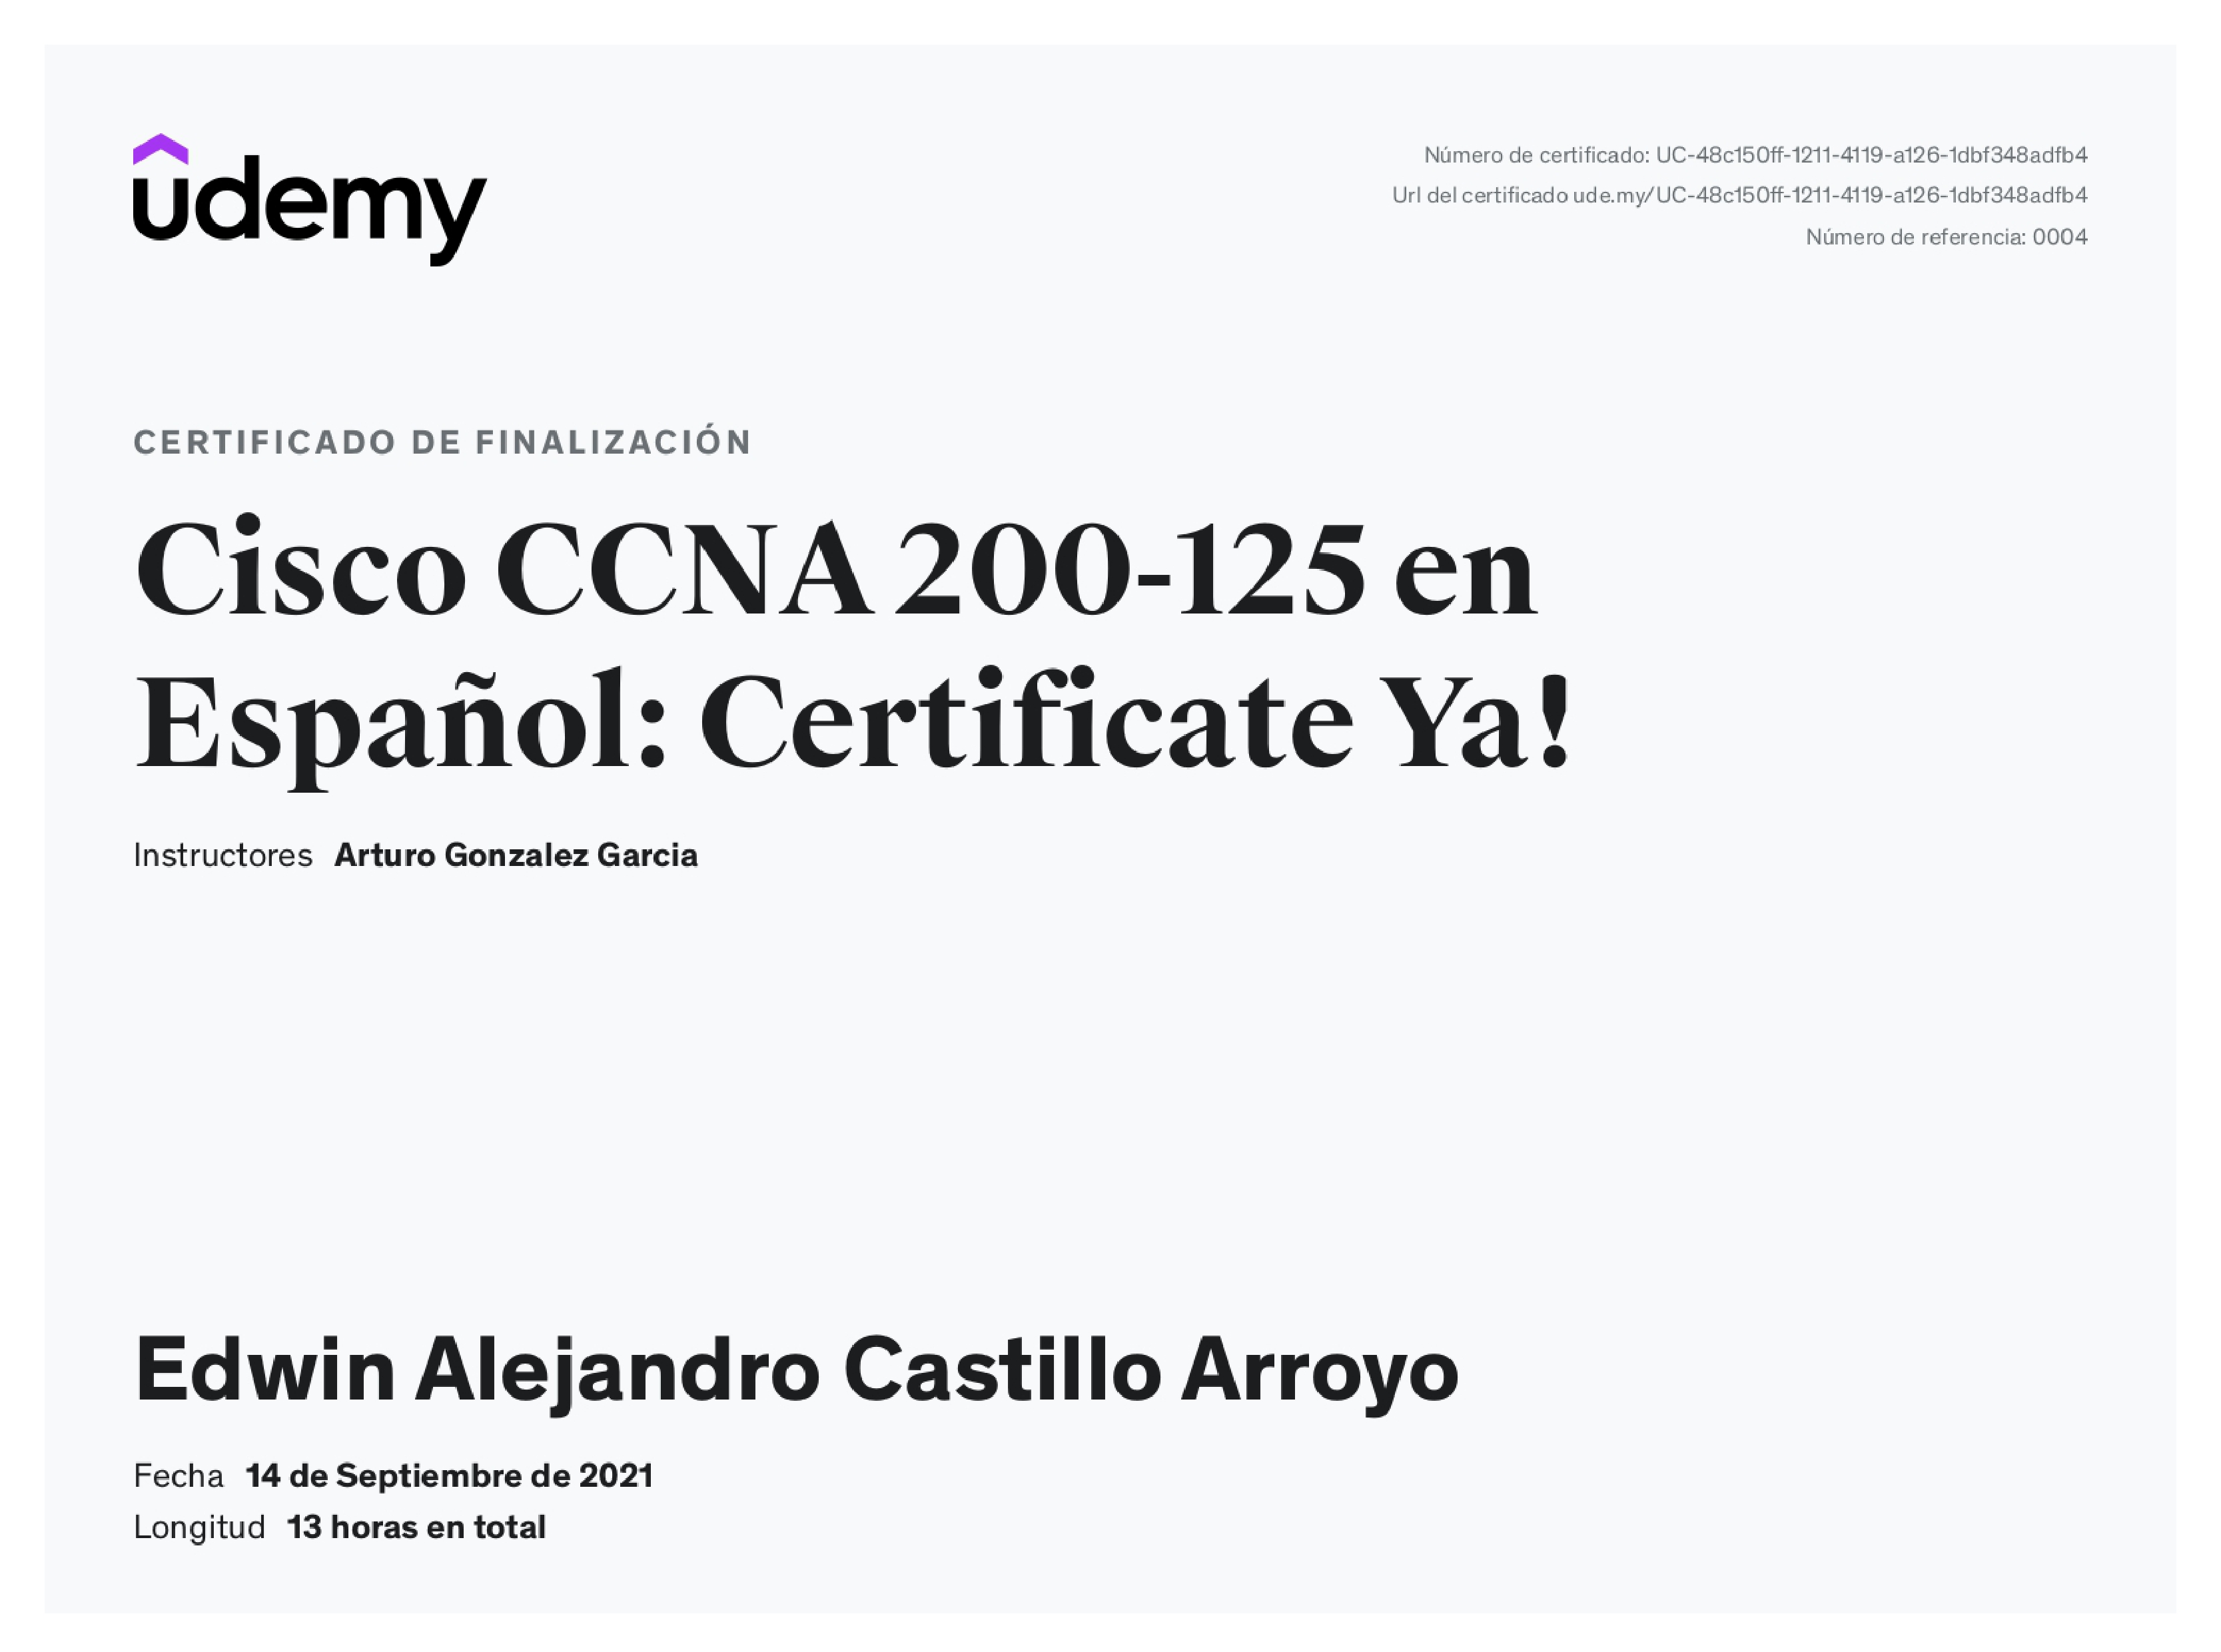 udemy
Número de certificado: UC-48c150ff-1211-4119-a126-1dbf348adfb4
Url del certificado ude.my/UC-48c150ff-1211-4119-a126-1dbf348adfb4
Número de referencia: 0004
CERTIFICADO DE FINALIZACIÓN
Cisco CCNA 200-125 en
Español: Certificate Ya!
Instructores Arturo Gonzalez Garcia
Edwin Alejandro Castillo Arroyo
Fecha 14 de Septiembre de 2021
Longitud 13 horas en total